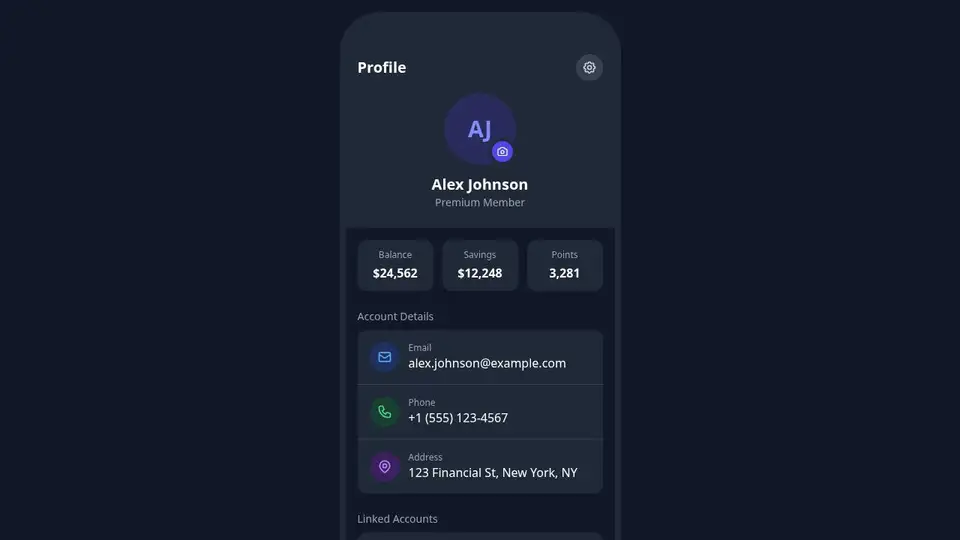 Profile
AJ
Alex Johnson
Premium Member
Balance Savings Points
$24,562 $12,248 3,281
Account Details
Email
alex.johnson@example.com
Phone
+1 (555) 123-4567
Address
123 Financial St, New York, NY
Linked Accounts